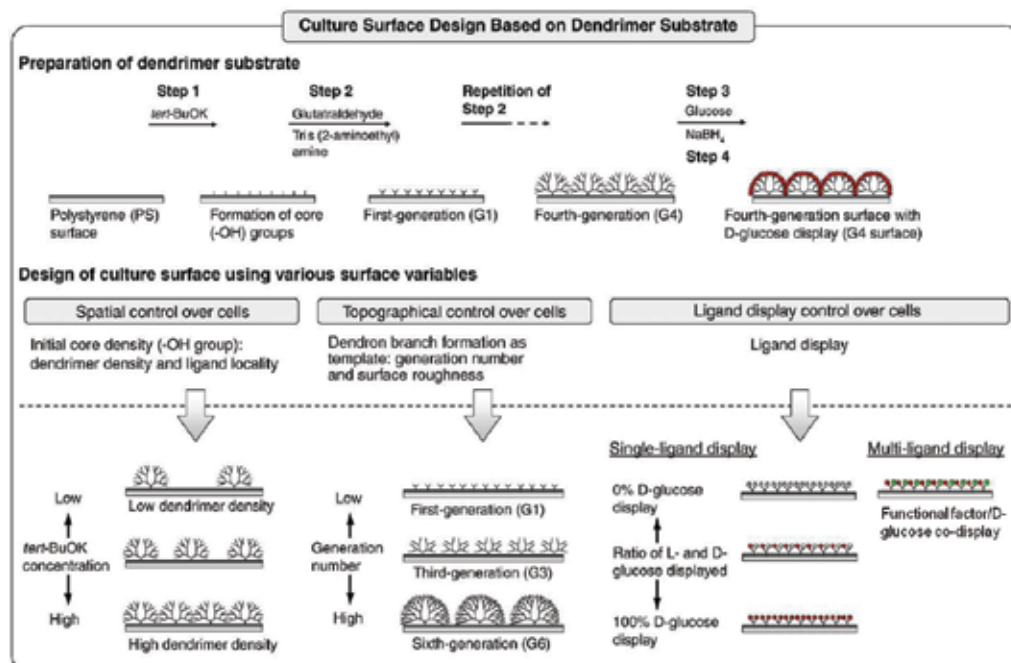 Culture Surface Design Based on Dendrimer Substrate
Preparation of dendrimer substrate
Step 1
tert-BuOK
Step 2
Glutatraldehyde
Tris (2-aminoethyl)
amine
Repetition of
Step 2
Step 3
Glucose
NaBH4
Step 4
Polystyrene (PS)
surface
Formation of core
(-OH) groups
First-generation (G1)
Fourth-generation (G4)
Fourth-generation surface with
D-glucose display (G4 surface)
Design of culture surface using various surface variables
Spatial control over cells
Initial core density (-OH group):
dendrimer density and ligand locality
Topographical control over cells
Dendron branch formation as
template: generation number
and surface roughness
Ligand display control over cells
Ligand display
Low
tert-BuOK
concentration
High
Low dendrimer density
High dendrimer density
Low
Generation
number
High
First-generation (G1)
Third-generation (G3)
Sixth-generation (G6)
Single-ligand display
0% D-glucose
display
Ratio of L- and D-
glucose displayed
100% D-glucose
display
Multi-ligand display
Functional factor/D-
glucose co-display